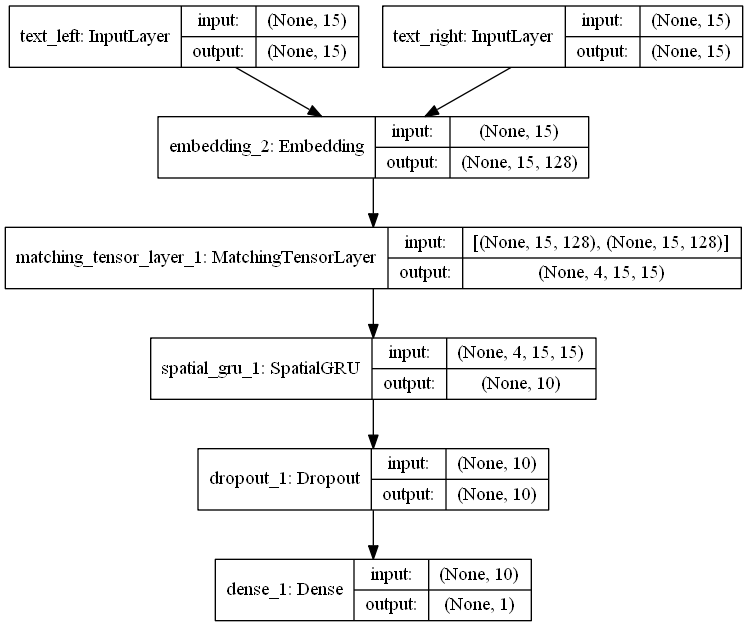 text_left: InputLayer input: (None, 15)
output: (None, 15)
text_right: InputLayer input: (None, 15)
output: (None, 15)
embedding_2: Embedding input: (None, 15)
output: (None, 15, 128)
matching_tensor_layer_1: MatchingTensorLayer input: [(None, 15, 128), (None, 15, 128)]
output: (None, 4, 15, 15)
spatial_gru_1: SpatialGRU input: (None, 4, 15, 15)
output: (None, 10)
dropout_1: Dropout input: (None, 10)
output: (None, 10)
dense_1: Dense input: (None, 10)
output: (None, 1)